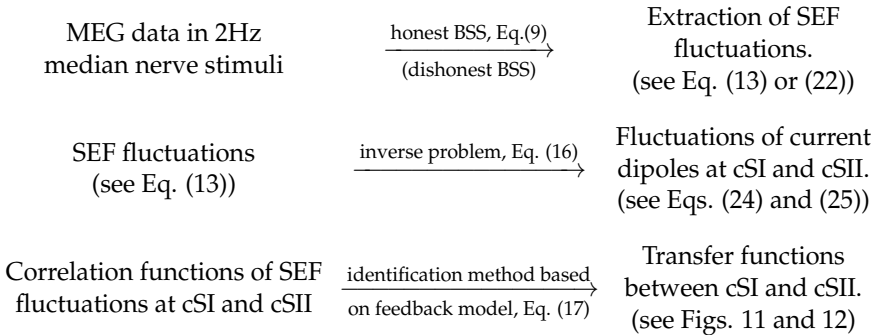 MEG data in 2Hz
median nerve stimuli
honest BSS, Eq.(9)
(dishonest BSS)
Extraction of SEF
fluctuations.
(see Eq. (13) or (22))
SEF fluctuations
(see Eq. (13))
inverse problem, Eq. (16)
Fluctuations of current
dipoles at cSI and cSII.
(see Eqs. (24) and (25))
Correlation functions of SEF
fluctuations at cSI and cSII
identification method based
on feedback model, Eq. (17)
Transfer functions
between cSI and cSII.
(see Figs. 11 and 12)